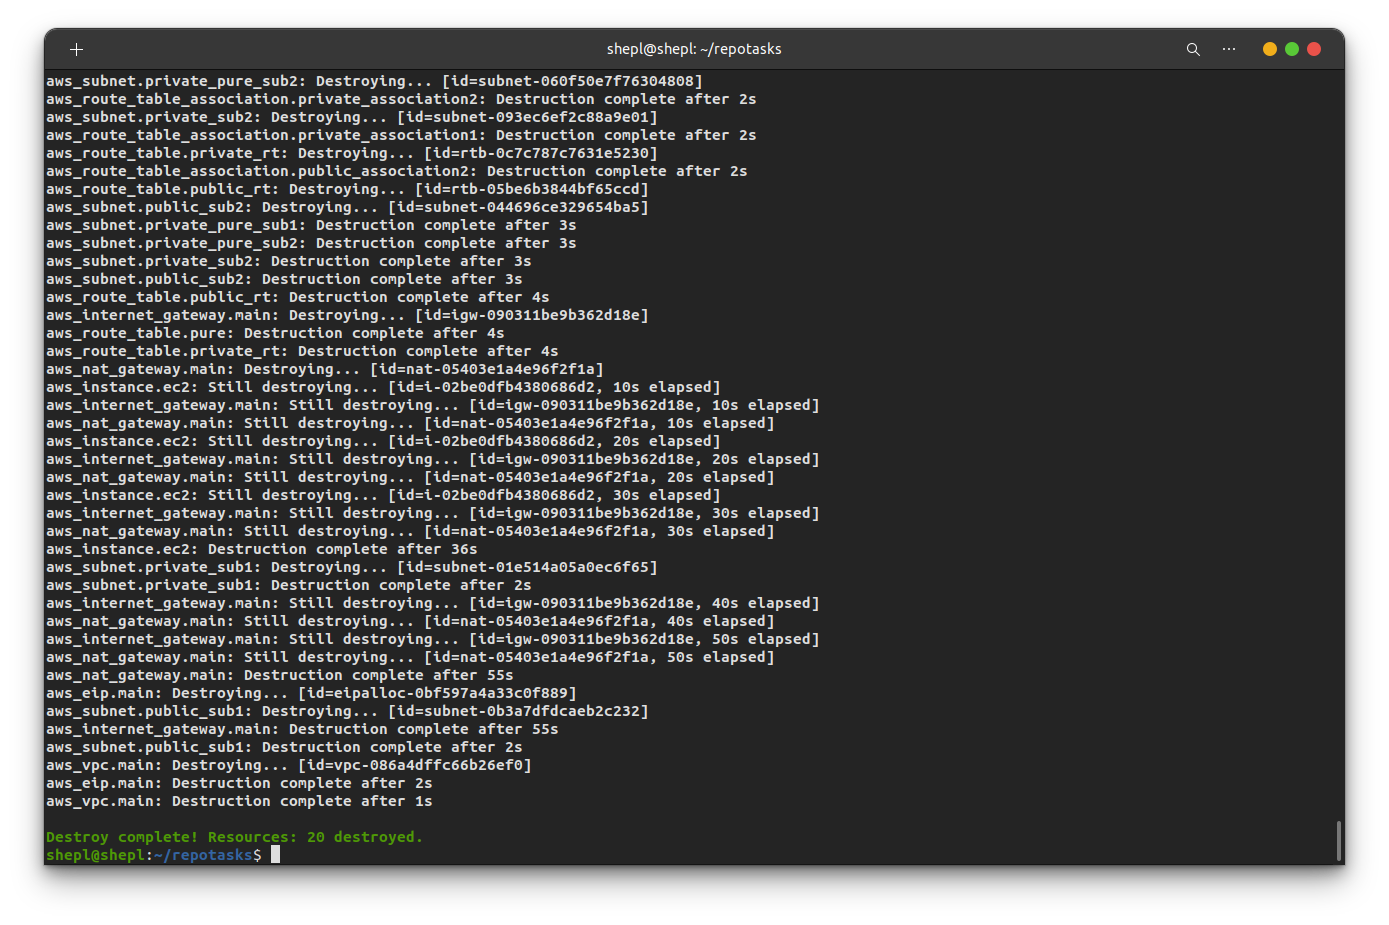 shepl@shepl: ~/repotasks
aws_subnet.private_pure_sub2: Destroying... [id=subnet-060f50e7f76304808]
aws_route_table_association.private_association2: Destruction complete after 2s
aws_subnet.private_sub2: Destroying... [id=subnet-093ec6ef2c88a9e01]
aws_route_table_association.private_association1: Destruction complete after 2s
aws_route_table.private_rt: Destroying... [id=rtb-0c7c787c7631e5230]
aws_route_table_association.public_association2: Destruction complete after 2s
aws_route_table.public_rt: Destroying... [id=rtb-05be6b3844bf65ccd]
aws_subnet.public_sub2: Destroying... [id=subnet-044696ce329654ba5]
aws_subnet.private_pure_sub1: Destruction complete after 3s
aws_subnet.private_pure_sub2: Destruction complete after 3s
aws_subnet.private_sub2: Destruction complete after 3s
aws_subnet.public_sub2: Destruction complete after 3s
aws_route_table.public_rt: Destruction complete after 4s
aws_internet_gateway.main: Destroying... [id=igw-090311be9b362d18e]
aws_route_table.pure: Destruction complete after 4s
aws_route_table.private_rt: Destruction complete after 4s
aws_nat_gateway.main: Destroying... [id=nat-05403e1a4e96f2f1a]
aws_instance.ec2: Still destroying... [id=i-02be0dfb4380686d2, 10s elapsed]
aws_internet_gateway.main: Still destroying... [id=igw-090311be9b362d18e, 10s elapsed]
aws_nat_gateway.main: Still destroying... [id=nat-05403e1a4e96f2f1a, 10s elapsed]
aws_instance.ec2: Still destroying... [id=i-02be0dfb4380686d2, 20s elapsed]
aws_internet_gateway.main: Still destroying... [id=igw-090311be9b362d18e, 20s elapsed]
aws_nat_gateway.main: Still destroying... [id=nat-05403e1a4e96f2f1a, 20s elapsed]
aws_instance.ec2: Still destroying... [id=i-02be0dfb4380686d2, 30s elapsed]
aws_internet_gateway.main: Still destroying... [id=igw-090311be9b362d18e, 30s elapsed]
aws_nat_gateway.main: Still destroying... [id=nat-05403e1a4e96f2f1a, 30s elapsed]
aws_instance.ec2: Destruction complete after 36s
aws_subnet.private_sub1: Destroying... [id=subnet-01e514a05a0ec6f65]
aws_subnet.private_sub1: Destruction complete after 2s
aws_internet_gateway.main: Still destroying... [id=igw-090311be9b362d18e, 40s elapsed]
aws_nat_gateway.main: Still destroying... [id=nat-05403e1a4e96f2f1a, 40s elapsed]
aws_internet_gateway.main: Still destroying... [id=igw-090311be9b362d18e, 50s elapsed]
aws_nat_gateway.main: Still destroying... [id=nat-05403e1a4e96f2f1a, 50s elapsed]
aws_nat_gateway.main: Destruction complete after 55s
aws_eip.main: Destroying... [id=eipalloc-0bf597a4a33c0f889]
aws_subnet.public_sub1: Destroying... [id=subnet-0b3a7dfdcaeb2c232]
aws_internet_gateway.main: Destruction complete after 55s
aws_subnet.public_sub1: Destruction complete after 2s
aws_vpc.main: Destroying... [id=vpc-086a4dffc66b26ef0]
aws_eip.main: Destruction complete after 2s
aws_vpc.main: Destruction complete after 1s
Destroy complete! Resources: 20 destroyed.
shepl@shepl:~/repotasks$